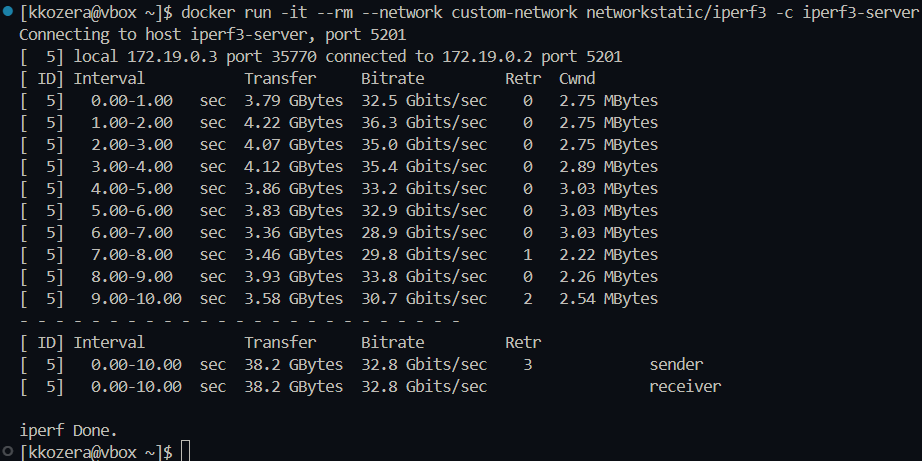 [kkozera@vbox ~]$ docker run -it --rm --network custom-network networkstatic/iperf3 -c iperf3-server
Connecting to host iperf3-server, port 5201
[  5] local 172.19.0.3 port 35770 connected to 172.19.0.2 port 5201
[ ID] Interval           Transfer     Bitrate         Retr  Cwnd
[  5]   0.00-1.00   sec  3.79 GBytes  32.5 Gbits/sec    0   2.75 MBytes
[  5]   1.00-2.00   sec  4.22 GBytes  36.3 Gbits/sec    0   2.75 MBytes
[  5]   2.00-3.00   sec  4.07 GBytes  35.0 Gbits/sec    0   2.75 MBytes
[  5]   3.00-4.00   sec  4.12 GBytes  35.4 Gbits/sec    0   2.89 MBytes
[  5]   4.00-5.00   sec  3.86 GBytes  33.2 Gbits/sec    0   3.03 MBytes
[  5]   5.00-6.00   sec  3.83 GBytes  32.9 Gbits/sec    0   3.03 MBytes
[  5]   6.00-7.00   sec  3.36 GBytes  28.9 Gbits/sec    0   3.03 MBytes
[  5]   7.00-8.00   sec  3.46 GBytes  29.8 Gbits/sec    1   2.22 MBytes
[  5]   8.00-9.00   sec  3.93 GBytes  33.8 Gbits/sec    0   2.26 MBytes
[  5]   9.00-10.00  sec  3.58 GBytes  30.7 Gbits/sec    2   2.54 MBytes
- - - - - - - - - - - - - - - - - - - - - - - - -
[ ID] Interval           Transfer     Bitrate         Retr
[  5]   0.00-10.00  sec  38.2 GBytes  32.8 Gbits/sec    3             sender
[  5]   0.00-10.00  sec  38.2 GBytes  32.8 Gbits/sec                  receiver
iperf Done.
[kkozera@vbox ~]$